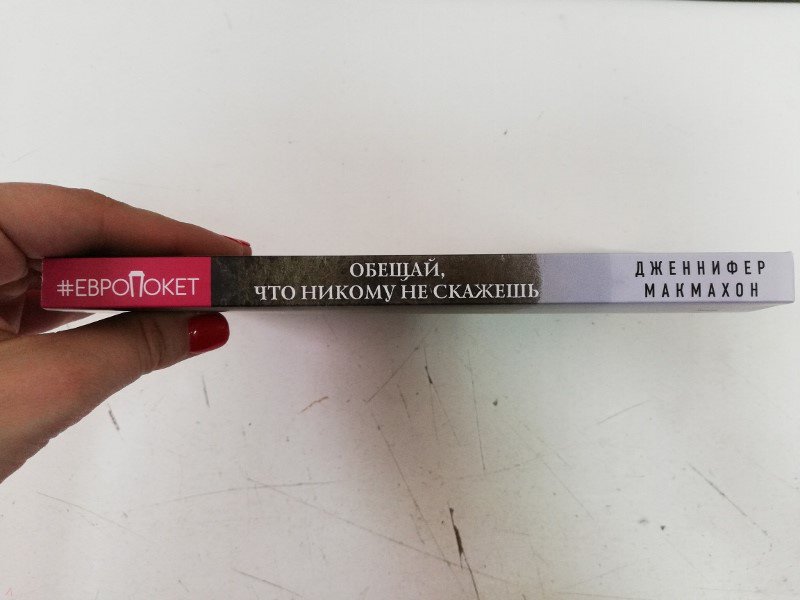 #ЕВРОПОКЕТ
ОБЕЩАЙ,
ЧТО НИКОМУ НЕ СКАЖЕШЬ
ДЖЕННИФЕР
МАКМАХОН